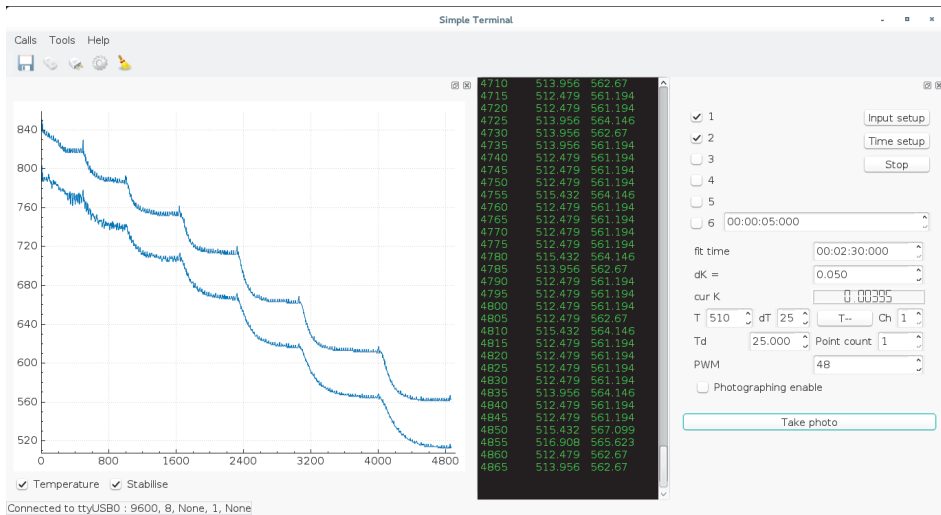 Simple Terminal
Calls Tools Help
840
800
760
720
680
640
600
560
520
0 800 1600 2400 3200 4000 4800
Temperature Stabilise
4710 513.956 562.67
4715 512.479 561.194
4720 512.479 561.194
4725 513.956 564.146
4730 513.956 562.67
4735 513.956 561.194
4740 512.479 561.194
4745 512.479 561.194
4750 512.479 561.194
4755 515.432 564.146
4760 512.479 561.194
4765 512.479 561.194
4770 512.479 561.194
4775 512.479 561.194
4780 515.432 564.146
4785 513.956 562.67
4790 512.479 561.194
4795 512.479 561.194
4800 512.479 561.194
4805 512.479 562.67
4810 515.432 564.146
4815 512.479 561.194
4820 512.479 561.194
4825 512.479 561.194
4830 512.479 561.194
4835 513.956 564.146
4840 512.479 561.194
4845 512.479 561.194
4850 515.432 567.099
4855 516.908 565.623
4860 512.479 562.67
4865 513.956 562.67
1 Input setup
2 Time setup
3 Stop
4
5
6 00:00:05:000
fit time 00:02:30:000
dK = 0.050
cur K 0.00395
T 510 dT 25 T-- Ch 1
Td 25.000 Point count 1
PWM 48
Photographing enable
Take photo
Connected to ttyUSB0 : 9600, 8, None, 1, None